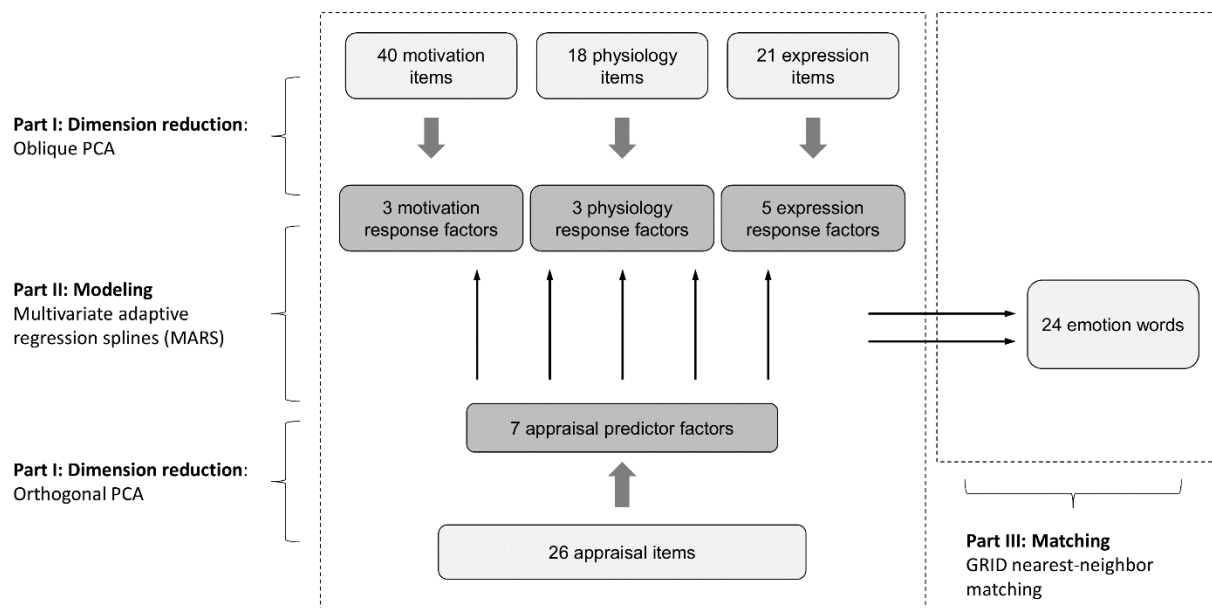 40 motivation
items
18 physiology
items
21 expression
items
Part I: Dimension reduction:
Oblique PCA
3 motivation
response factors
3 physiology
response factors
5 expression
response factors
Part II: Modeling
Multivariate adaptive
regression splines (MARS)
24 emotion words
7 appraisal predictor factors
Part I: Dimension reduction:
Orthogonal PCA
26 appraisal items
Part III: Matching
GRID nearest-neighbor
matching